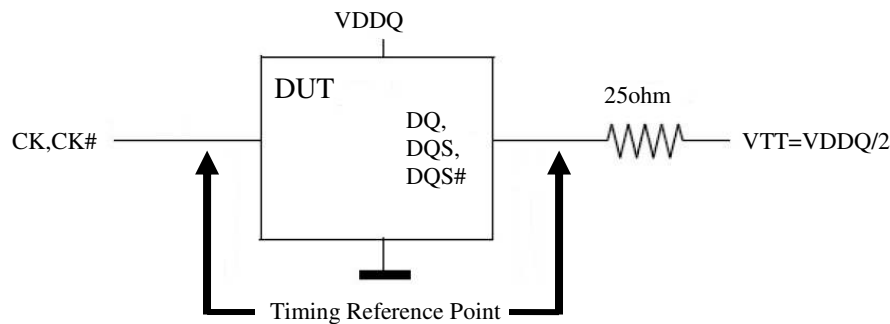 VDDQ
DUT
25ohm
CK,CK#
DQ,
DQS,
DQS#
VTT=VDDQ/2
Timing Reference Point